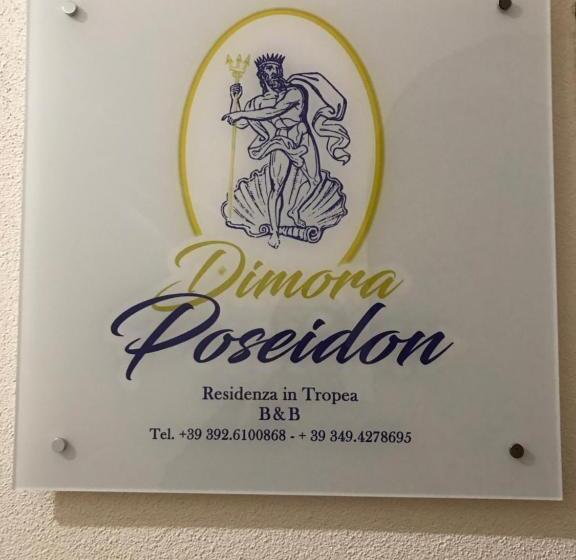 Dimora
Poseidon
Residenza in Tropea
B&B
Tel. +39 392.6100868 - + 39 349.4278695